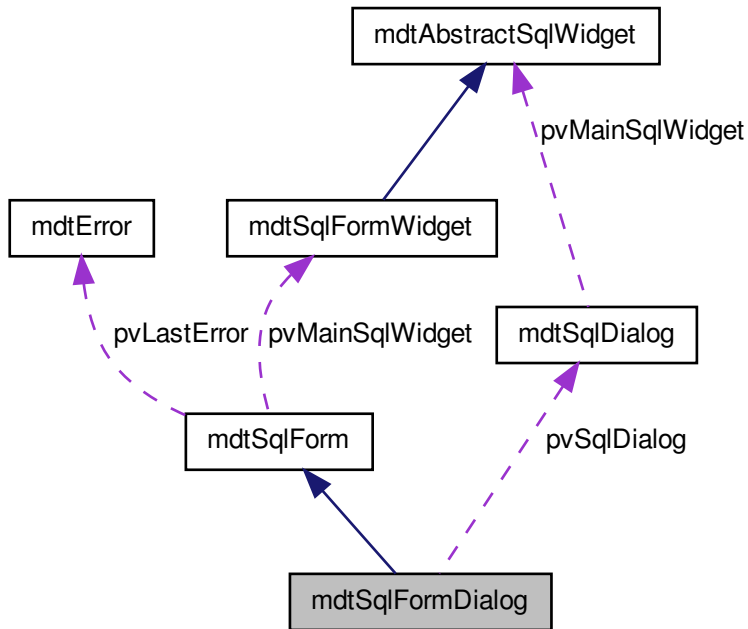 mdtAbstractSqlWidget
pvMainSqlWidget
mdtError
mdtSqlFormWidget
pvLastError
pvMainSqlWidget
mdtSqlDialog
mdtSqlForm
pvSqlDialog
mdtSqlFormDialog